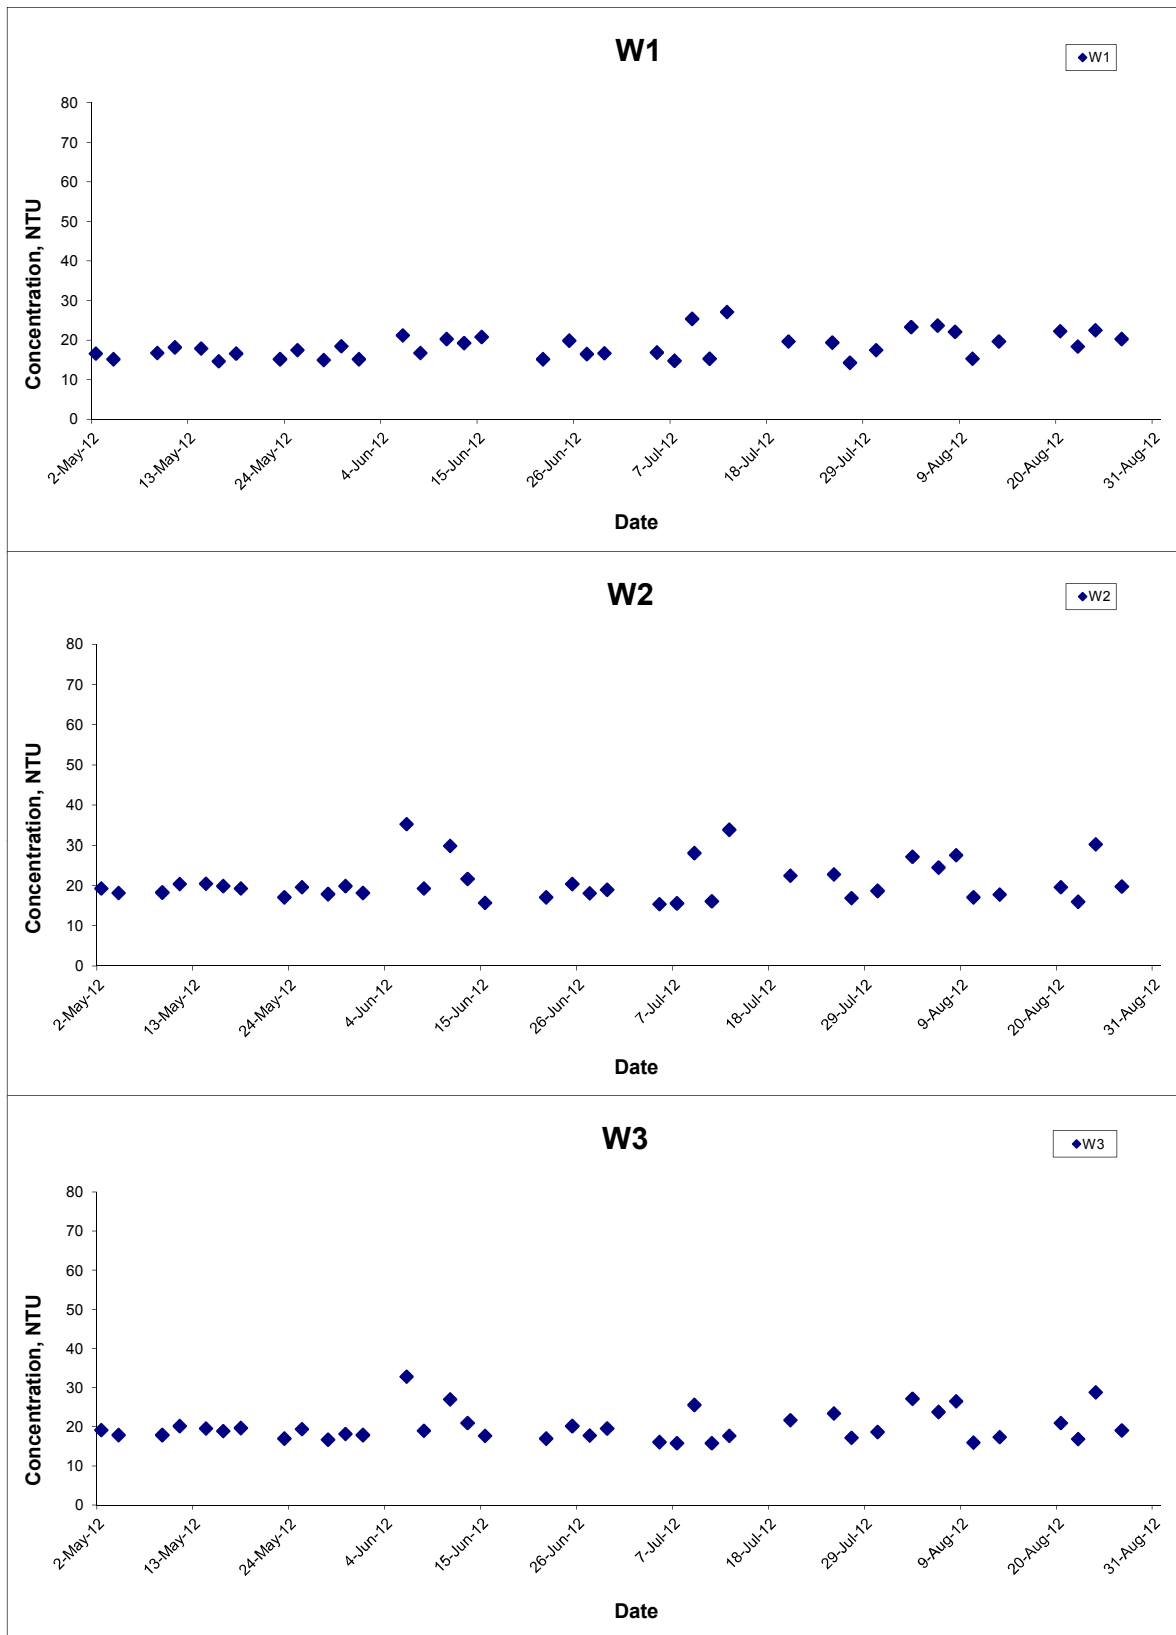 W1
W1
80
70
60
50
40
30
20
10
0
Concentration, NTU
2-May-12
13-May-12
24-May-12
4-Jun-12
15-Jun-12
26-Jun-12
7-Jul-12
18-Jul-12
29-Jul-12
9-Aug-12
20-Aug-12
31-Aug-12
Date
W2
W2
80
70
60
50
40
30
20
10
0
Concentration, NTU
2-May-12
13-May-12
24-May-12
4-Jun-12
15-Jun-12
26-Jun-12
7-Jul-12
18-Jul-12
29-Jul-12
9-Aug-12
20-Aug-12
31-Aug-12
Date
W3
W3
80
70
60
50
40
30
20
10
0
Concentration, NTU
2-May-12
13-May-12
24-May-12
4-Jun-12
15-Jun-12
26-Jun-12
7-Jul-12
18-Jul-12
29-Jul-12
9-Aug-12
20-Aug-12
31-Aug-12
Date